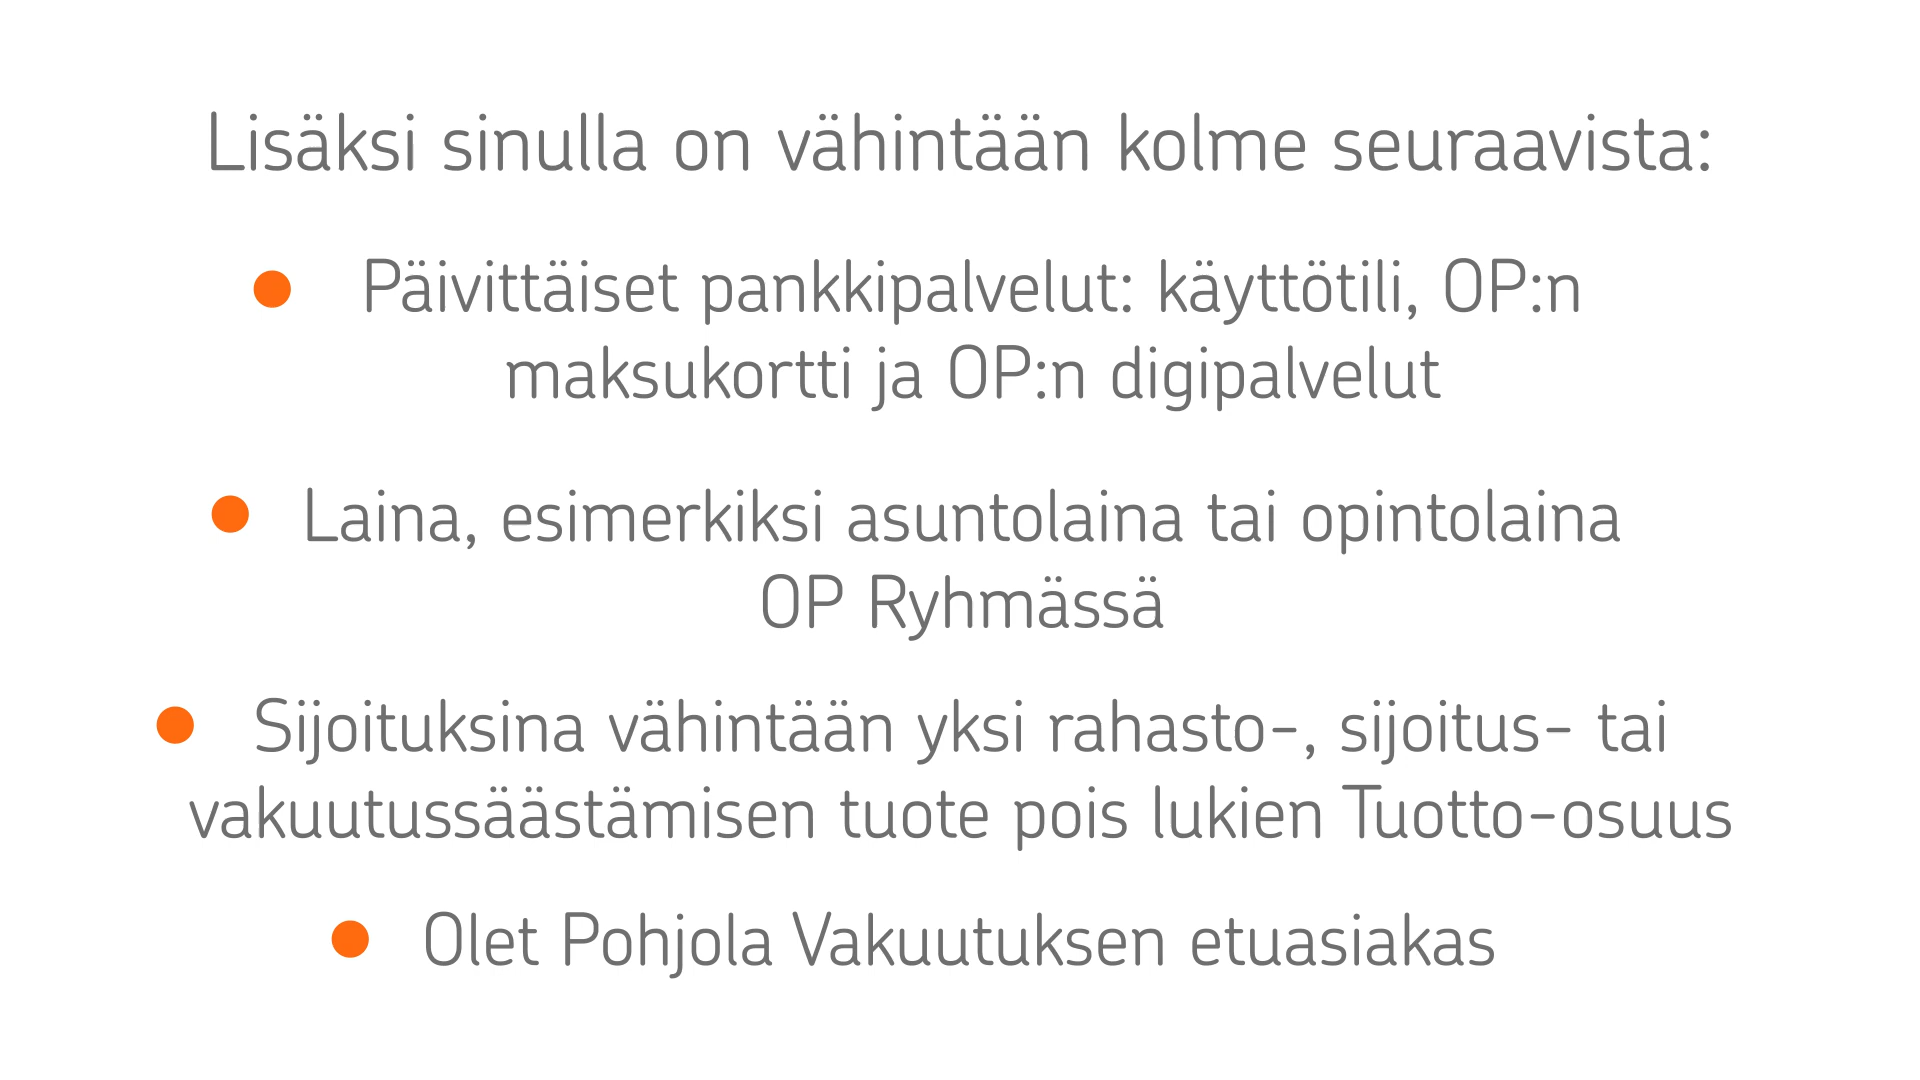 Lisäksi sinulla on vähintään kolme seuraavista:
● Päivittäiset pankkipalvelut: käyttötili, OP:n
maksukortti ja OP:n digipalvelut
● Laina, esimerkiksi asuntolaina tai opintolaina
OP Ryhmässä
● Sijoituksina vähintään yksi rahasto-, sijoitus- tai
vakuutussäästämisen tuote pois lukien Tuotto-osuus
● Olet Pohjola Vakuutuksen etuasiakas